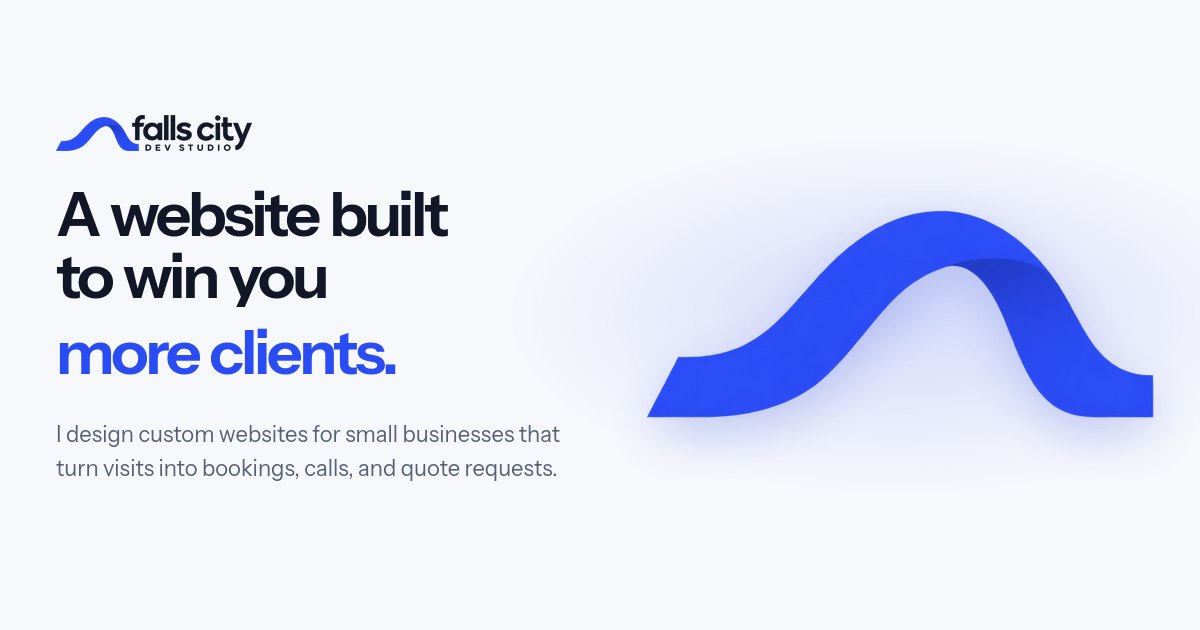 falls city
DEV STUDIO
A website built
to win you
more clients.
I design custom websites for small businesses that
turn visits into bookings, calls, and quote requests.